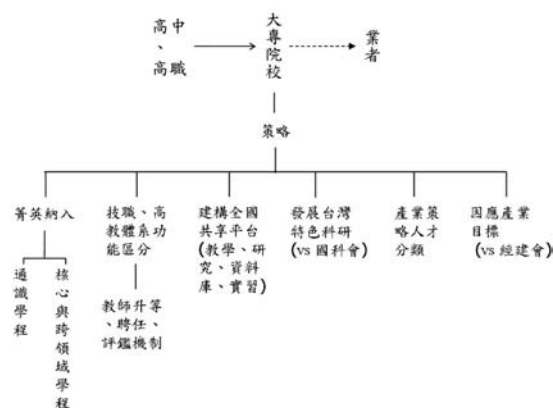 高中
、
高職
大專院校
業者
策略
菁英納入
技職、高
教體系功
能區分
建構全國
共享平台
(教學、研
究、資料
庫、實習)
發展台灣
特色科研
(vs 國科會)
產業策
略人才
分類
因應產業
目標
(vs 經建會)
通識學程
核心與跨領域學程
教師升等
、聘任、
評鑑機制